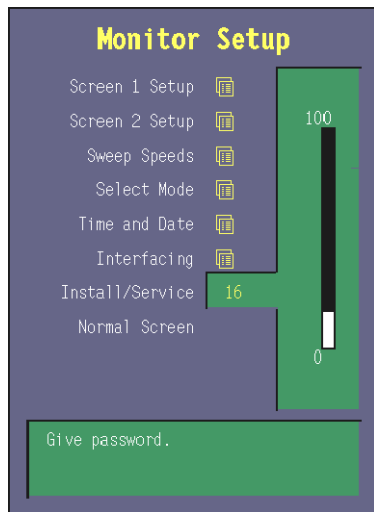 Monitor Setup
Screen 1 Setup
Screen 2 Setup
100
Sweep Speeds
Select Mode
Time and Date
Interfacing
Install/Service 16
Normal Screen
0
Give password.